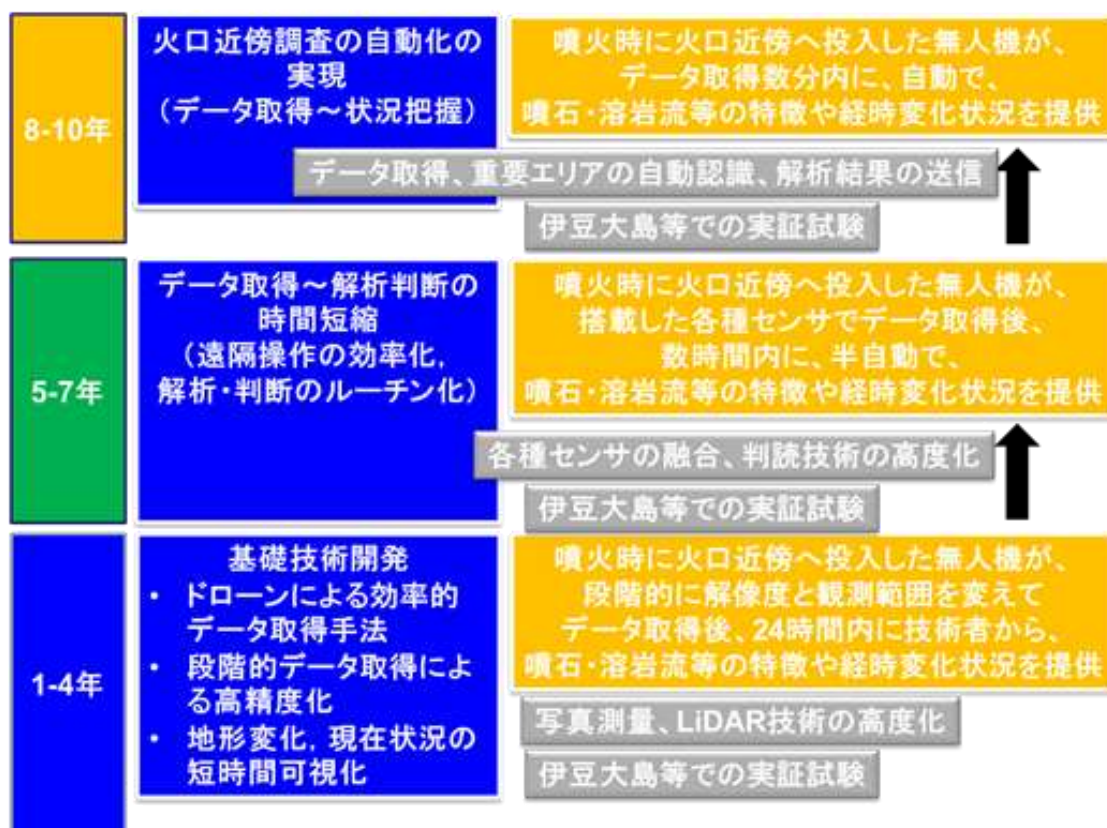 8-10年
火口近傍調査の自動化の
実現
（データ取得～状況把握）
噴火時に火口近傍へ投入した無人機が、
データ取得数分内に、自動で、
噴石・溶岩流等の特徴や経時変化状況を提供
データ取得、重要エリアの自動認識、解析結果の送信
伊豆大島等での実証試験
5-7年
データ取得～解析判断の
時間短縮
（遠隔操作の効率化，
解析・判断のルーチン化）
噴火時に火口近傍へ投入した無人機が、
搭載した各種センサでデータ取得後、
数時間内に、半自動で、
噴石・溶岩流等の特徴や経時変化状況を提供
各種センサの融合、判読技術の高度化
伊豆大島等での実証試験
1-4年
基礎技術開発
・ ドローンによる効率的
データ取得手法
・ 段階的データ取得によ
る高精度化
・ 地形変化，現在状況の
短時間可視化
噴火時に火口近傍へ投入した無人機が、
段階的に解像度と観測範囲を変えて
データ取得後、24時間内に技術者から、
噴石・溶岩流等の特徴や経時変化状況を提供
写真測量、LiDAR技術の高度化
伊豆大島等での実証試験